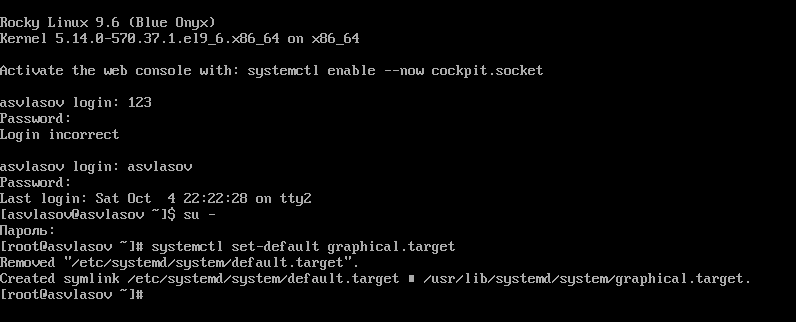 Rocky Linux 9.6 (Blue Onyx)
Kernel 5.14.0-570.37.1.el9_6.x86_64 on x86_64
Activate the web console with: systemctl enable --now cockpit.socket
asvlasov login: 123
Password:
Login incorrect
asvlasov login: asvlasov
Password:
Last login: Sat Oct  4 22:22:28 on tty2
[asvlasov@asvlasov ~]$ su -
Пароль:
[root@asvlasov ~]# systemctl set-default graphical.target
Removed "/etc/systemd/system/default.target".
Created symlink /etc/systemd/system/default.target ■ /usr/lib/systemd/system/graphical.target.
[root@asvlasov ~]#